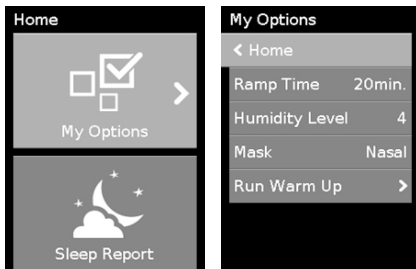 Home
My Options
Sleep Report
My Options
Home
Ramp Time 20min.
Humidity Level 4
Mask Nasal
Run Warm Up